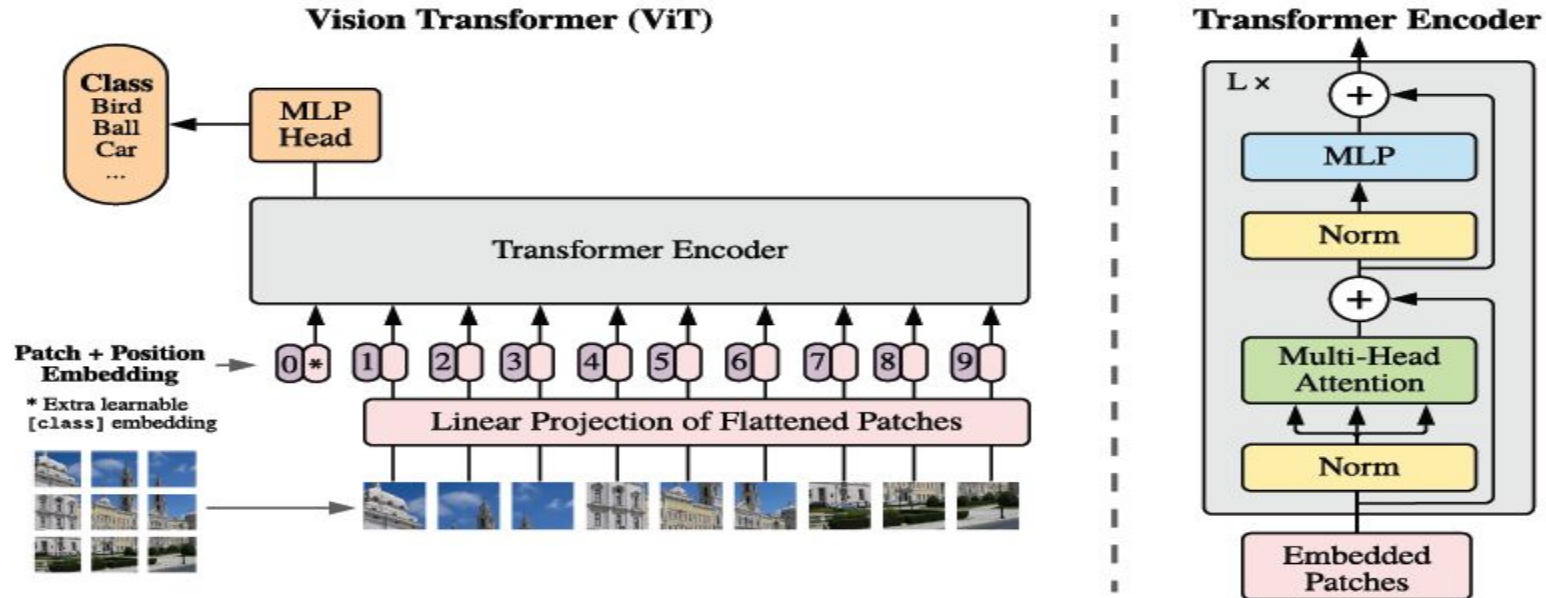 Vision Transformer (ViT)
Class
Bird
Ball
Car
...
MLP
Head
Transformer Encoder
Patch + Position
Embedding
* Extra learnable
[class] embedding
0 * 1 2 3 4 5 6 7 8 9
Linear Projection of Flattened Patches
Transformer Encoder
L ×
+
MLP
Norm
+
Multi-Head
Attention
Norm
Embedded
Patches